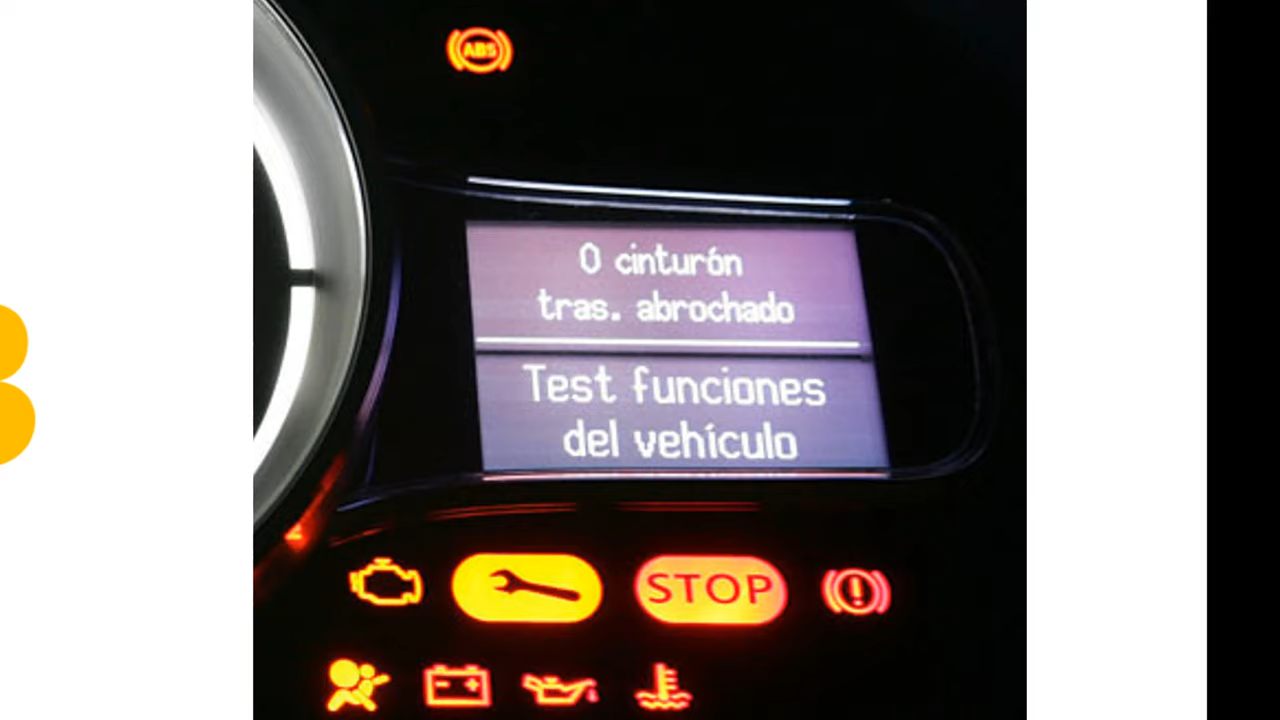 ABS
0 cinturón
tras. abrochado
Test funciones
del vehículo
STOP